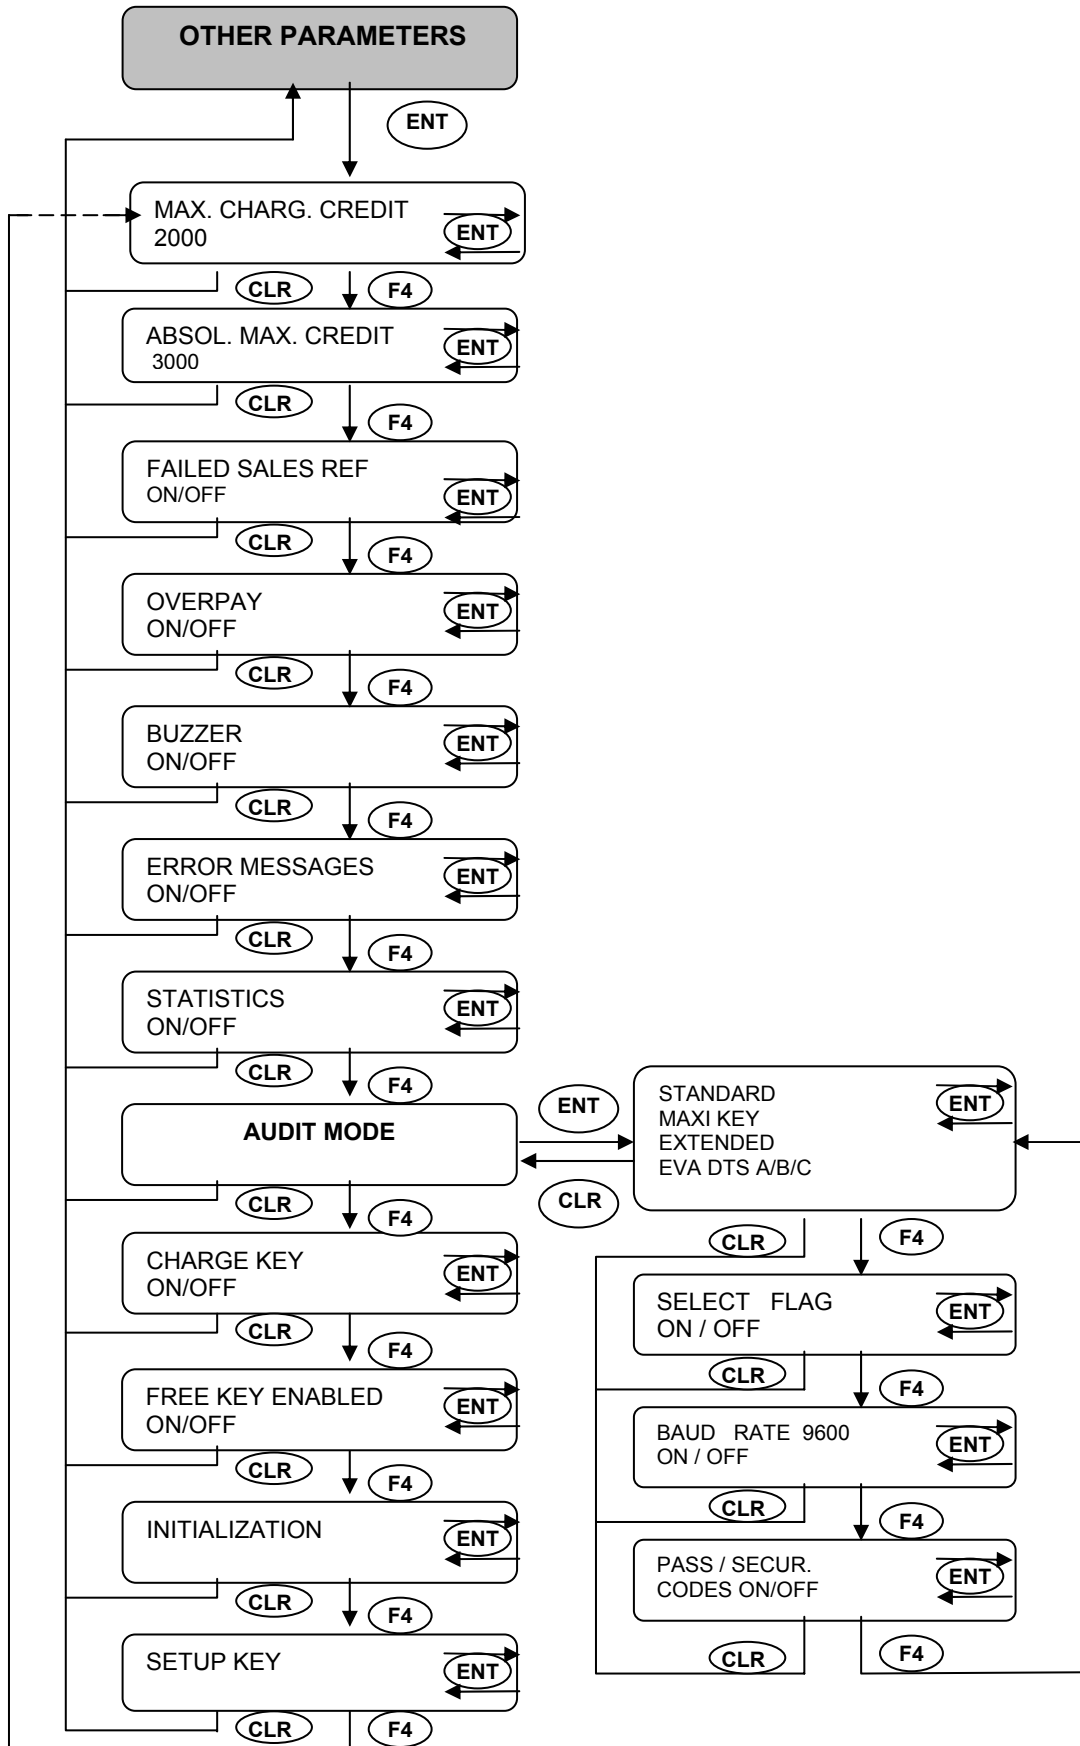 OTHER PARAMETERS
ENT
MAX. CHARG. CREDIT
2000
ENT
CLR
F4
ABSOL. MAX. CREDIT
3000
ENT
CLR
F4
FAILED SALES REF
ON/OFF
ENT
CLR
F4
OVERPAY
ON/OFF
ENT
CLR
F4
BUZZER
ON/OFF
ENT
CLR
F4
ERROR MESSAGES
ON/OFF
ENT
CLR
F4
STATISTICS
ON/OFF
ENT
CLR
F4
AUDIT MODE
ENT
CLR
CLR
F4
CHARGE KEY
ON/OFF
ENT
CLR
F4
FREE KEY ENABLED
ON/OFF
ENT
CLR
F4
INITIALIZATION
ENT
CLR
F4
SETUP KEY
ENT
CLR
F4
STANDARD
MAXI KEY
EXTENDED
EVA DTS A/B/C
ENT
CLR
F4
SELECT FLAG
ON / OFF
ENT
CLR
F4
BAUD RATE 9600
ON / OFF
ENT
CLR
F4
PASS / SECUR.
CODES ON/OFF
ENT
CLR
F4